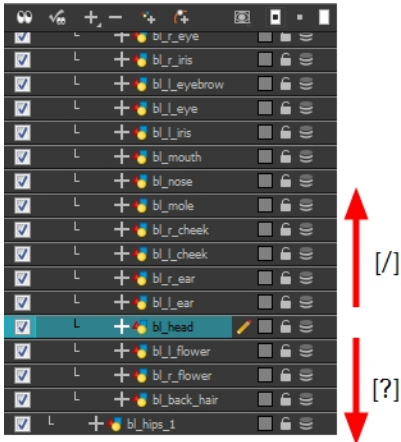 bl_r_eye
bl_r_iris
bl_l_eyebrow
bl_l_eye
bl_l_iris
bl_mouth
bl_nose
bl_mole
bl_r_cheek
bl_l_cheek
bl_r_ear
bl_l_ear
bl_head
bl_l_flower
bl_r_flower
bl_back_hair
bl_hips_1
[/]
[?]